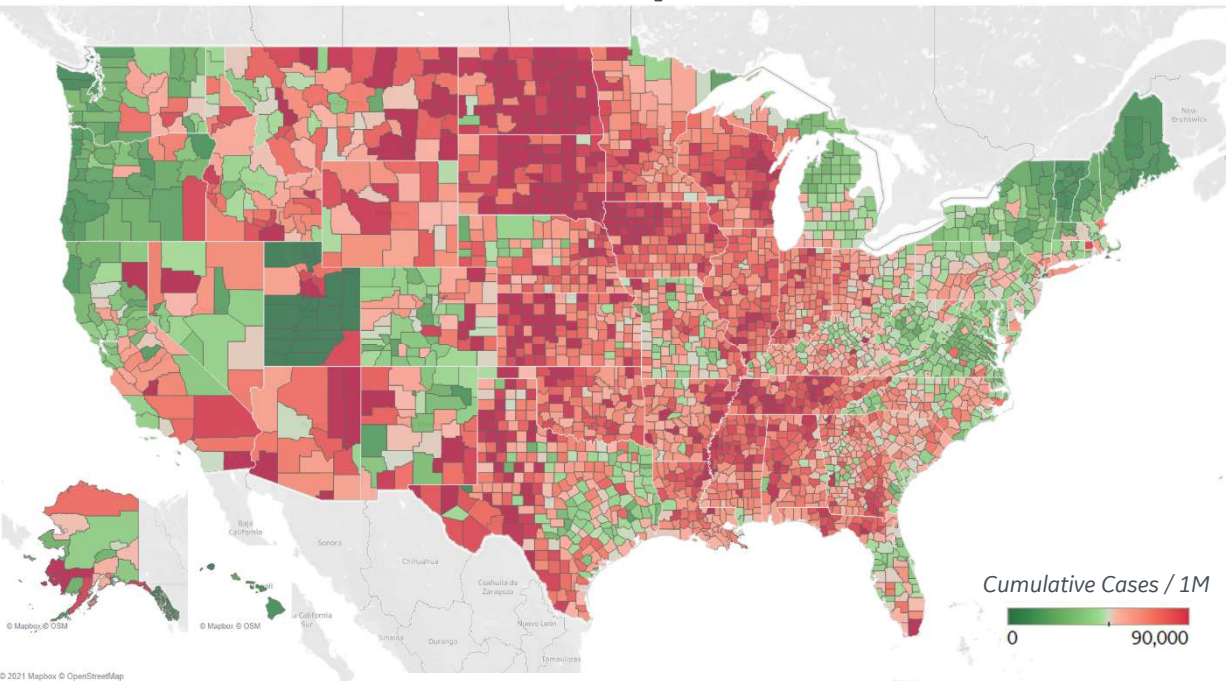 New
Brunswick
Baja
California
Sonora
Chihuahua
Coahuila de
Zaragoza
Nuevo León
Sinaloa
Durango
Tamaulipas
California
Sur
© Mapbox © OSM
© Mapbox © OSM
Cumulative Cases / 1M
0
90,000
© 2021 Mapbox © OpenStreetMap